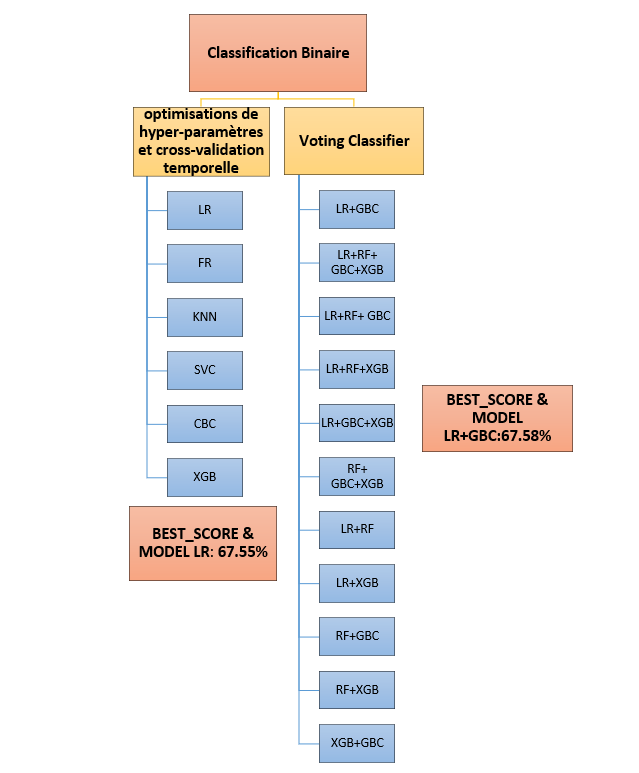 Classification Binaire
optimisations de
hyper-paramètres
et cross-validation
temporelle
LR
FR
KNN
SVC
CBC
XGB
BEST_SCORE &
MODEL LR: 67.55%
Voting Classifier
LR+GBC
LR+RF+
GBC+XGB
LR+RF+ GBC
LR+RF+XGB
LR+GBC+XGB
RF+
GBC+XGB
LR+RF
LR+XGB
RF+GBC
RF+XGB
XGB+GBC
BEST_SCORE &
MODEL
LR+GBC:67.58%